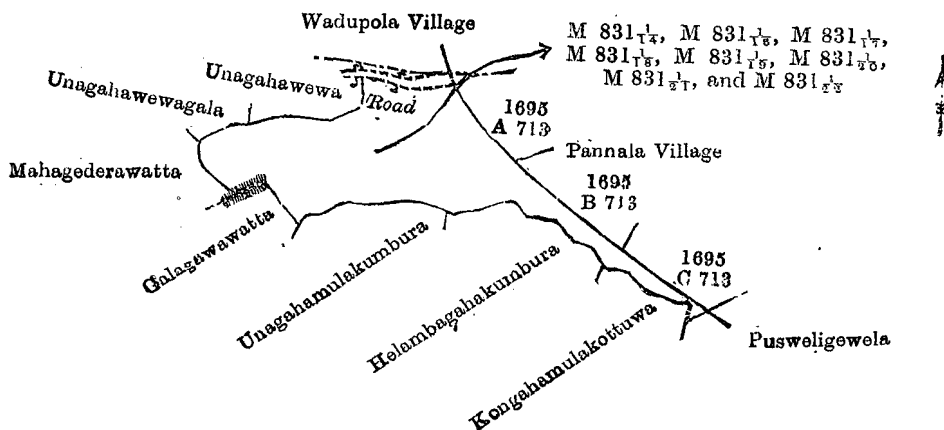 Wadupola Village
M 831 1/14, M 831 1/16, M 831 1/17,
M 831 1/18, M 831 1/19, M 831 1/20,
M 831 1/21, and M 831 1/22
Unagahawewa
Unagahawewagala
Road
1695
A 713
Pannala Village
Mahagederawatta
1695
B 713
Galagawawatta
1695
C 713
Unagahamulakumbura
Helambagahakumbura
Kongahamulakottuwa
Pusweligewela